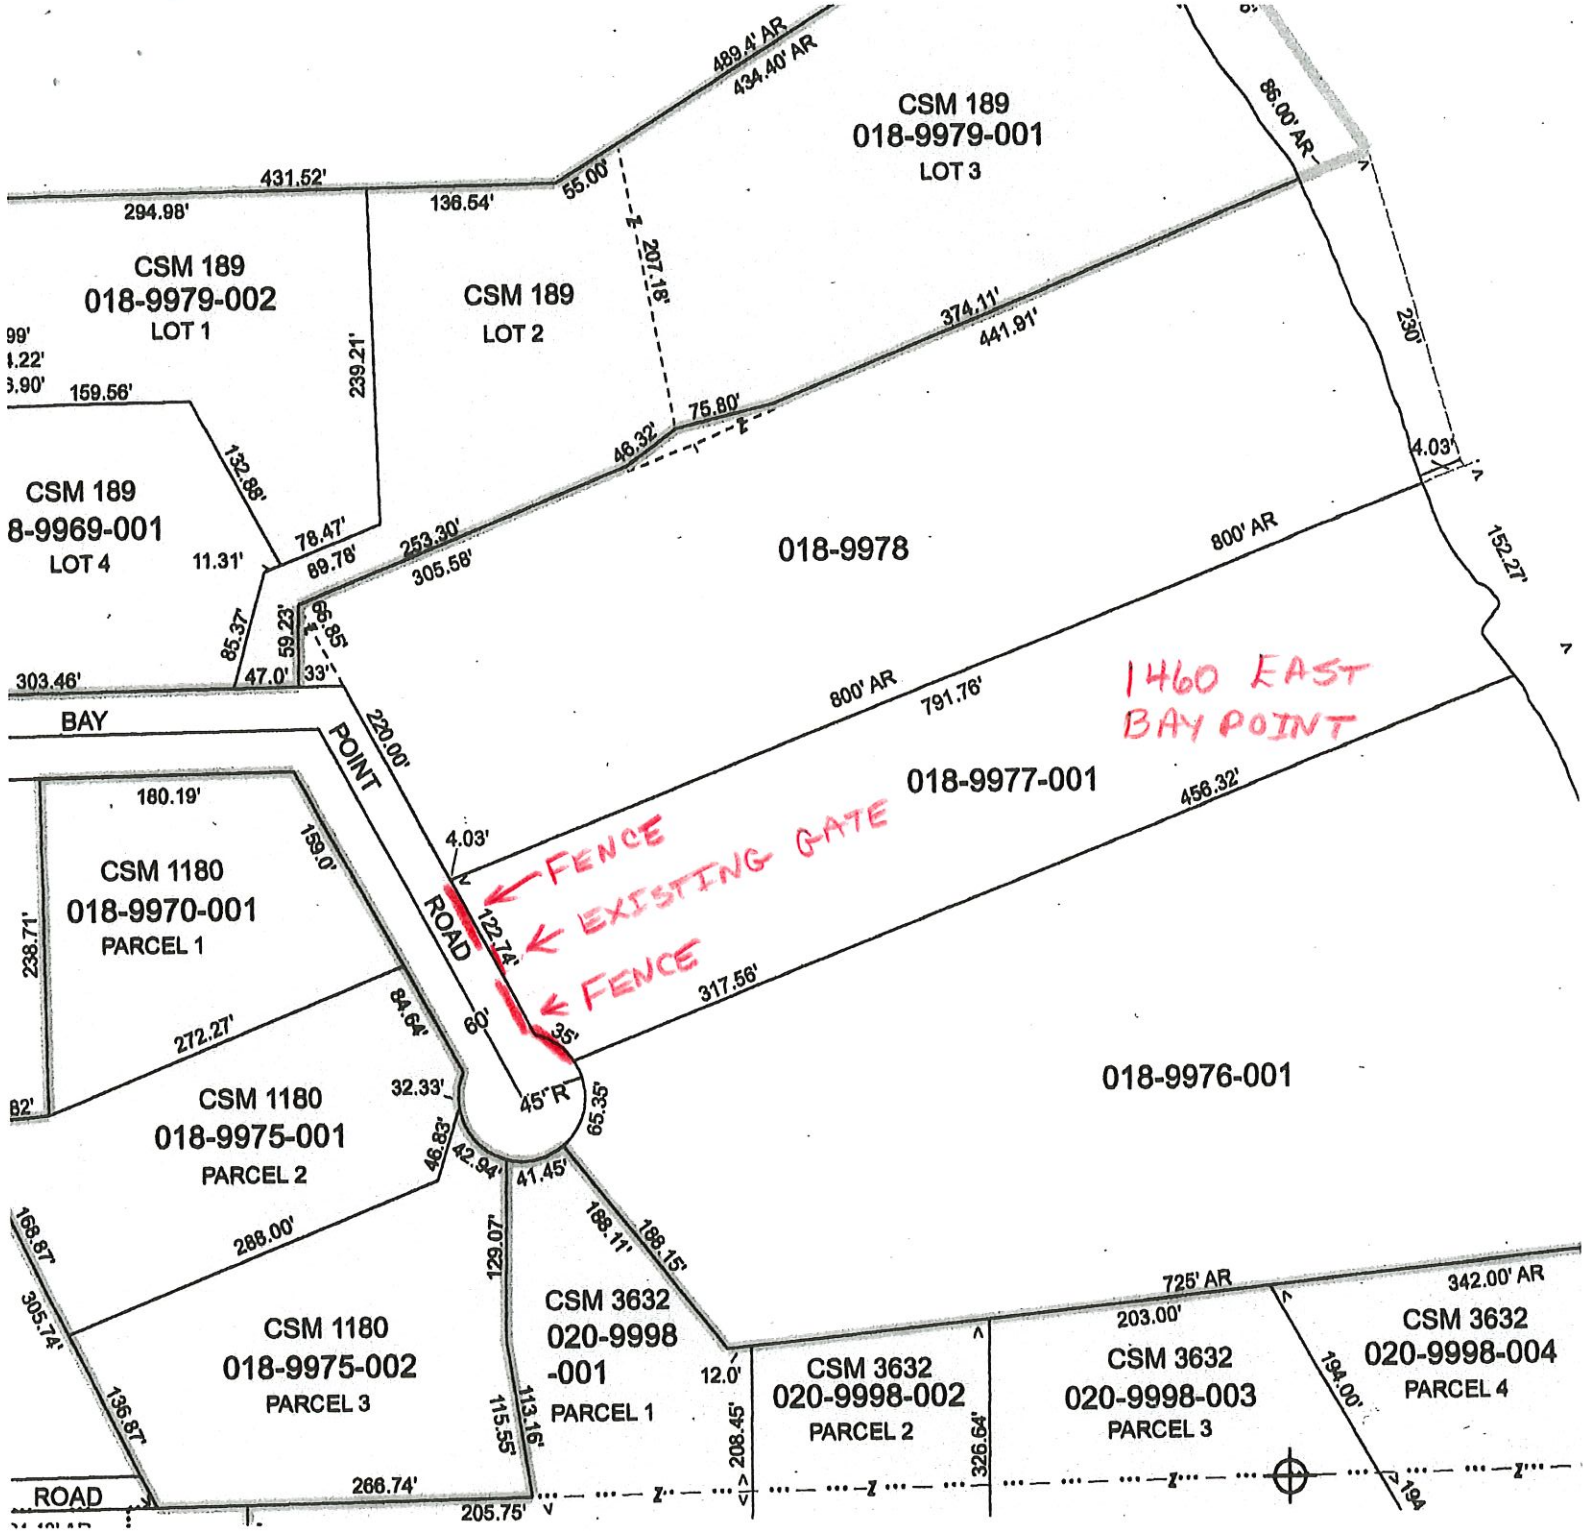 489.4' AR
434.40' AR
86.00' AR
CSM 189
018-9979-001
LOT 3
431.52'
294.98'
136.54'
55.00'
CSM 189
018-9979-002
LOT 1
CSM 189
LOT 2
207.18'
239.21'
374.11'
441.91'
230'
99'
4.22'
159.56'
75.80'
46.32'
132.88'
4.03'
CSM 189
8-9969-001
LOT 4
11.31'
78.47'
89.78'
253.30'
305.58'
018-9978
800' AR
152.27'
85.37'
59.23'
66.85'
303.46'
47.0'
33'
BAY
POINT
ROAD
220.00'
800' AR
791.76'
1460 EAST
BAY POINT
018-9977-001
456.32'
180.19'
159.0'
4.03'
FENCE
EXISTING GATE
FENCE
122.74'
CSM 1180
018-9970-001
PARCEL 1
238.71'
272.27'
84.64'
60'
35'
317.56'
82'
CSM 1180
018-9975-001
PARCEL 2
32.33'
45' R
65.35'
46.83'
42.94'
41.45'
018-9976-001
168.87'
288.00'
129.07'
188.11'
188.15'
305.74'
136.87'
CSM 1180
018-9975-002
PARCEL 3
CSM 3632
020-9998
-001
PARCEL 1
115.55'
113.16'
725' AR
203.00'
342.00' AR
12.0'
CSM 3632
020-9998-002
PARCEL 2
CSM 3632
020-9998-003
PARCEL 3
CSM 3632
020-9998-004
PARCEL 4
208.45'
326.64'
194.00'
194
ROAD
266.74'
205.75'